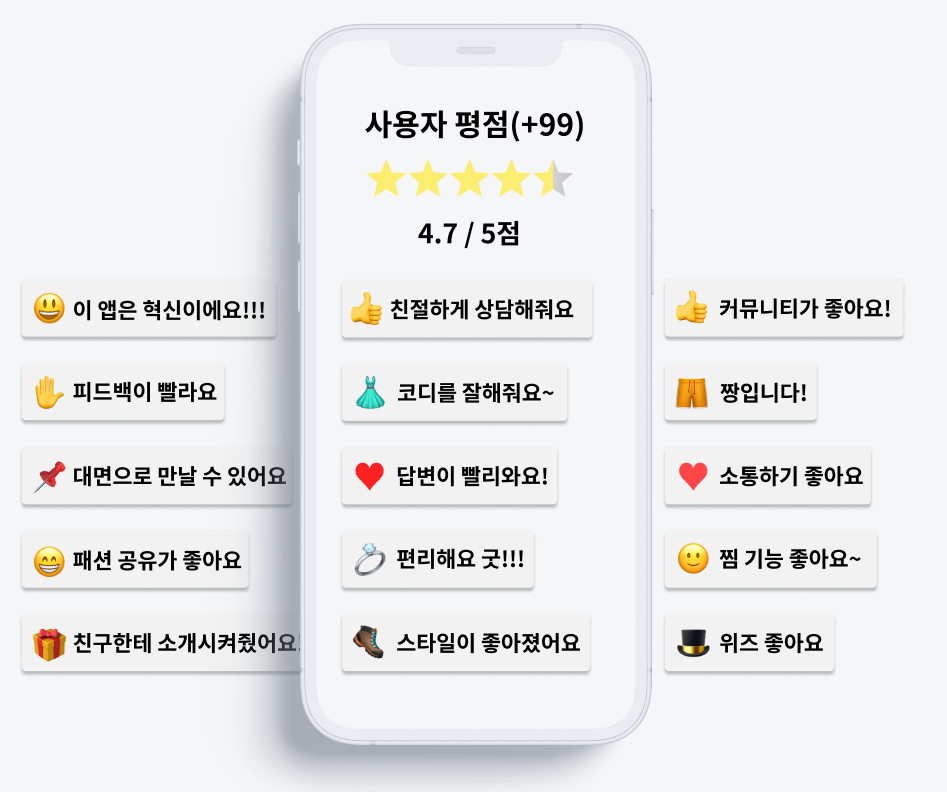 사용자 평점(+99)
4.7 / 5점
이 앱은 혁신이에요!!!
피드백이 빨라요
대면으로 만날 수 있어요
패션 공유가 좋아요
친구한테 소개시켜줬어요!
친절하게 상담해줘요
코디를 잘해줘요~
답변이 빨리와요!
편리해요 굿!!!
스타일이 좋아졌어요
커뮤니티가 좋아요!
짱입니다!
소통하기 좋아요
찜 기능 좋아요~
위즈 좋아요